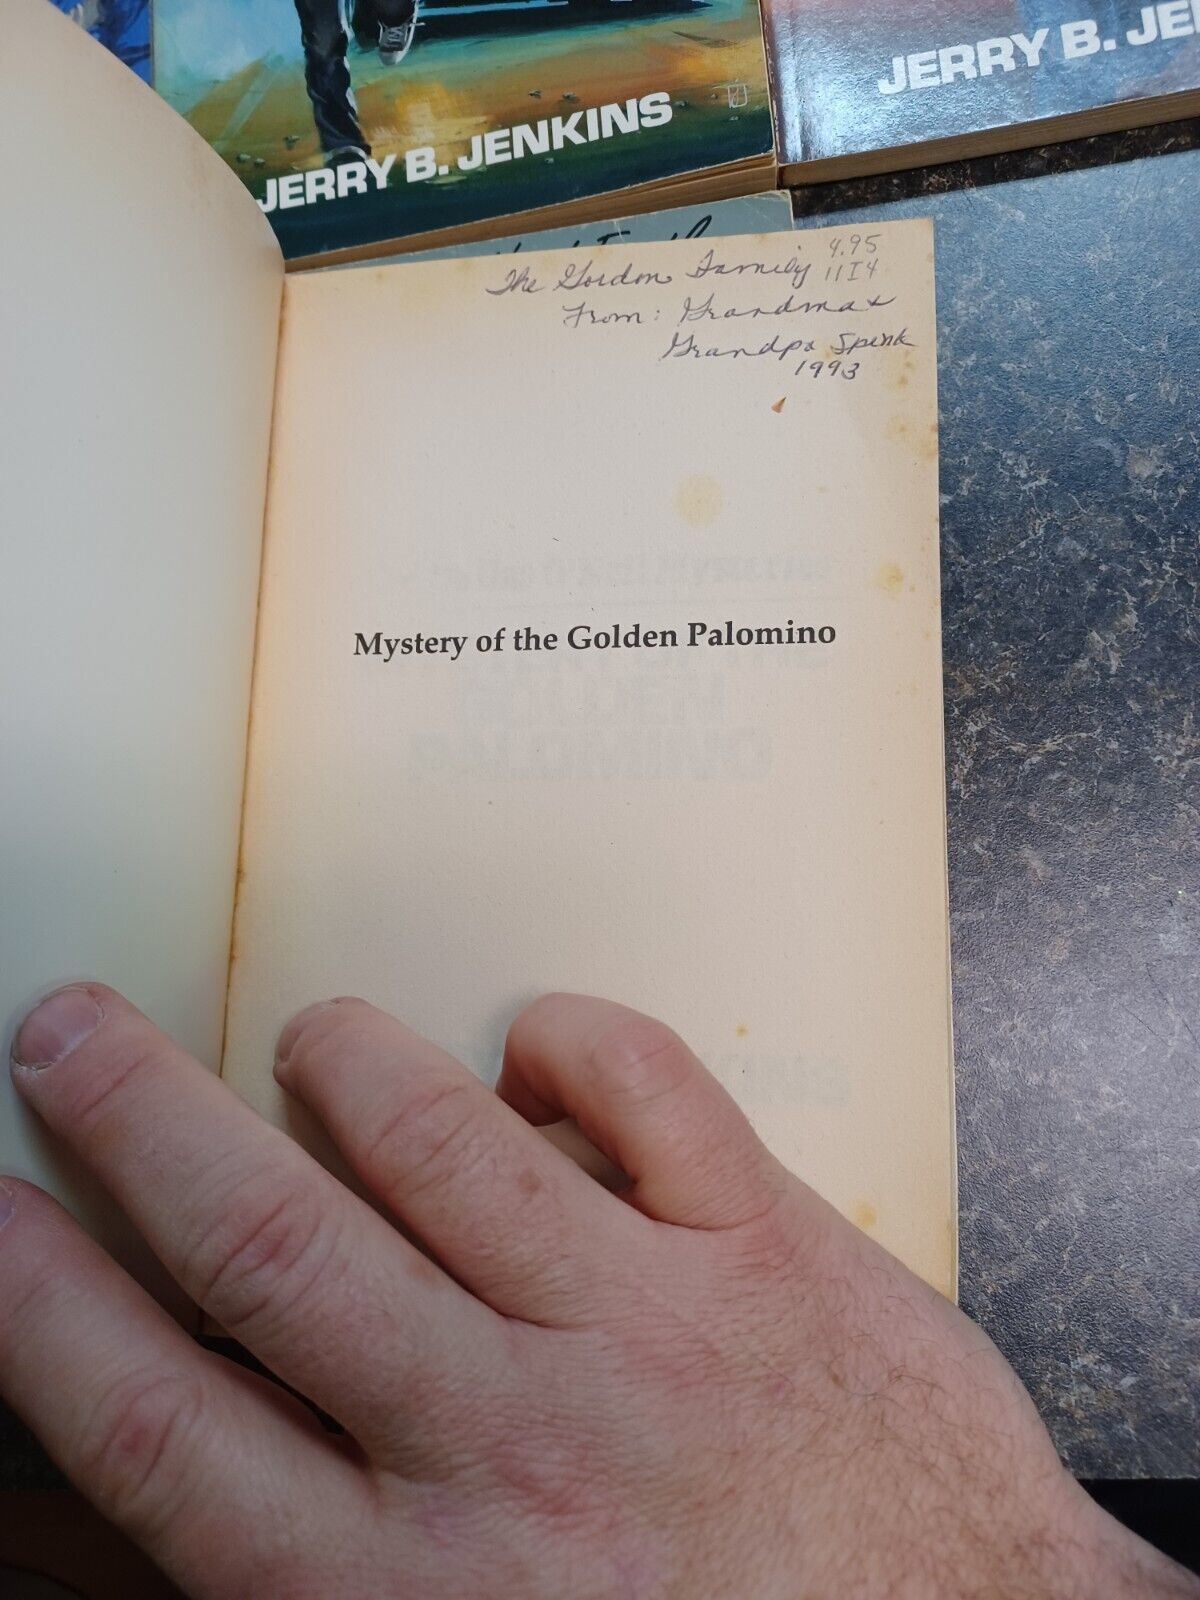 JERRY B. JENKINS
JERRY B. JE
The Gordon Family 4.95
11I4
From: Grandma &
Grandpa Spink
1993
Mystery of the Golden Palomino